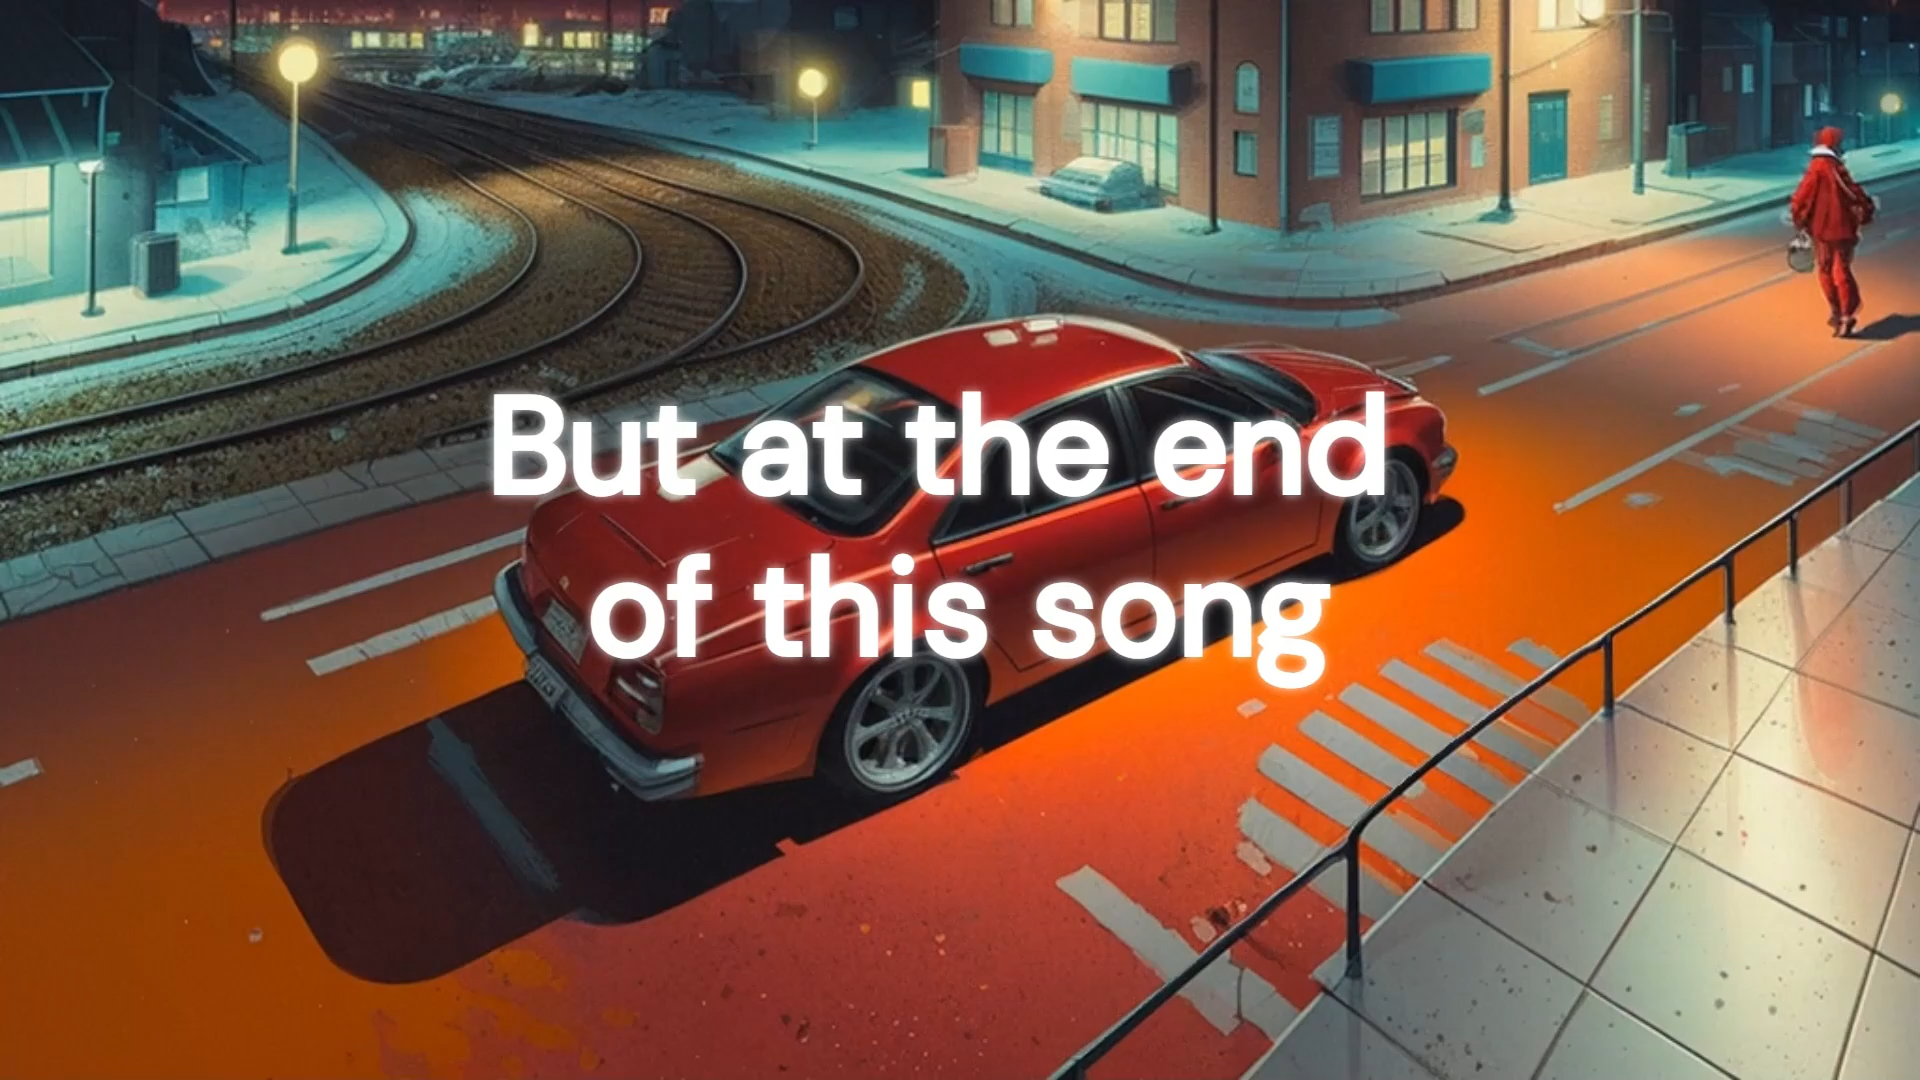 But at the end
of this song